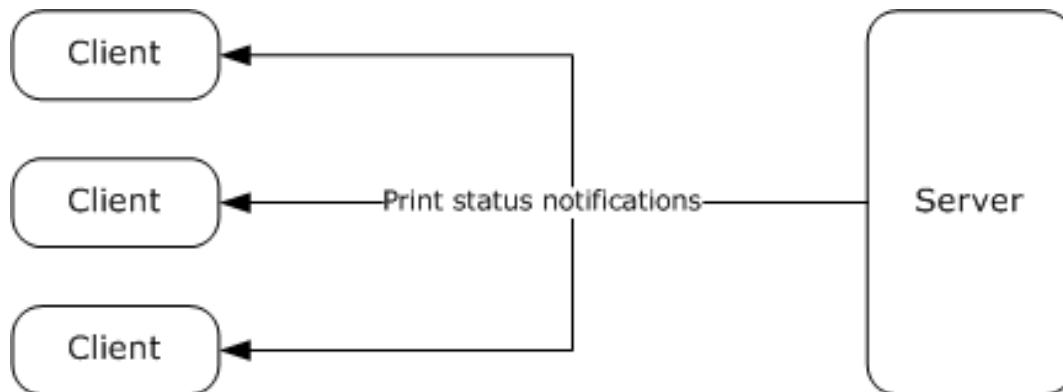 Client
Client
Print status notifications
Server
Client